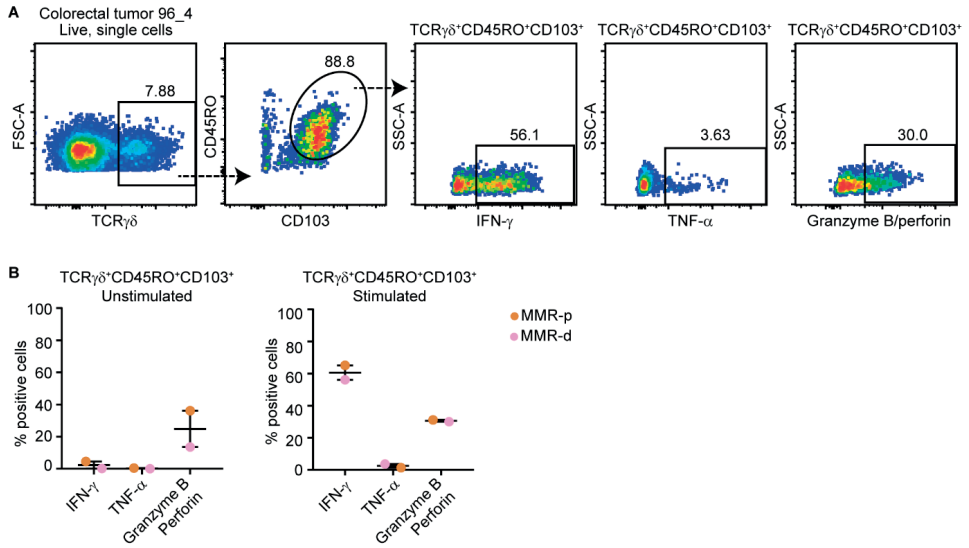 A
Colorectal tumor 96_4
Live, single cells
7.88
FSC-A
TCRγδ
88.8
CD45RO
CD103
TCRγδ⁺CD45RO⁺CD103⁺
56.1
SSC-A
IFN-γ
TCRγδ⁺CD45RO⁺CD103⁺
3.63
SSC-A
TNF-α
TCRγδ⁺CD45RO⁺CD103⁺
30.0
SSC-A
Granzyme B/perforin
B
TCRγδ⁺CD45RO⁺CD103⁺
Unstimulated
% positive cells
100
80
60
40
20
0
IFN-γ
TNF-α
Granzyme B
Perforin
TCRγδ⁺CD45RO⁺CD103⁺
Stimulated
% positive cells
100
80
60
40
20
0
IFN-γ
TNF-α
Granzyme B
Perforin
MMR-p
MMR-d